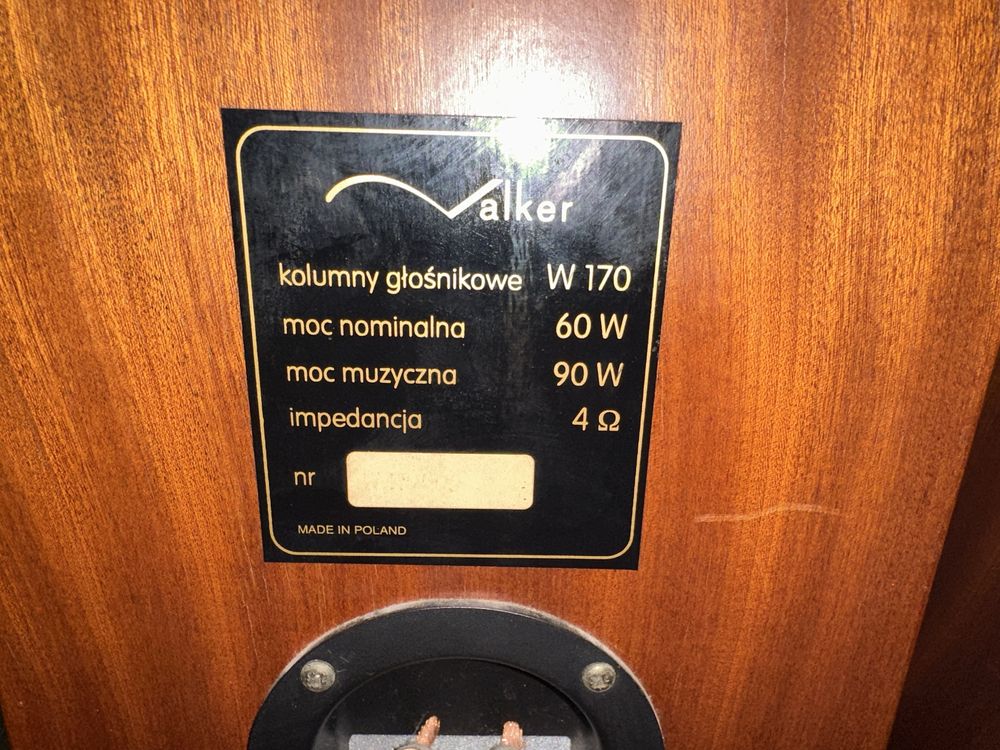 Walker
kolumny głośnikowe W 170
moc nominalna 60 W
moc muzyczna 90 W
impedancja 4 Ω
nr
MADE IN POLAND